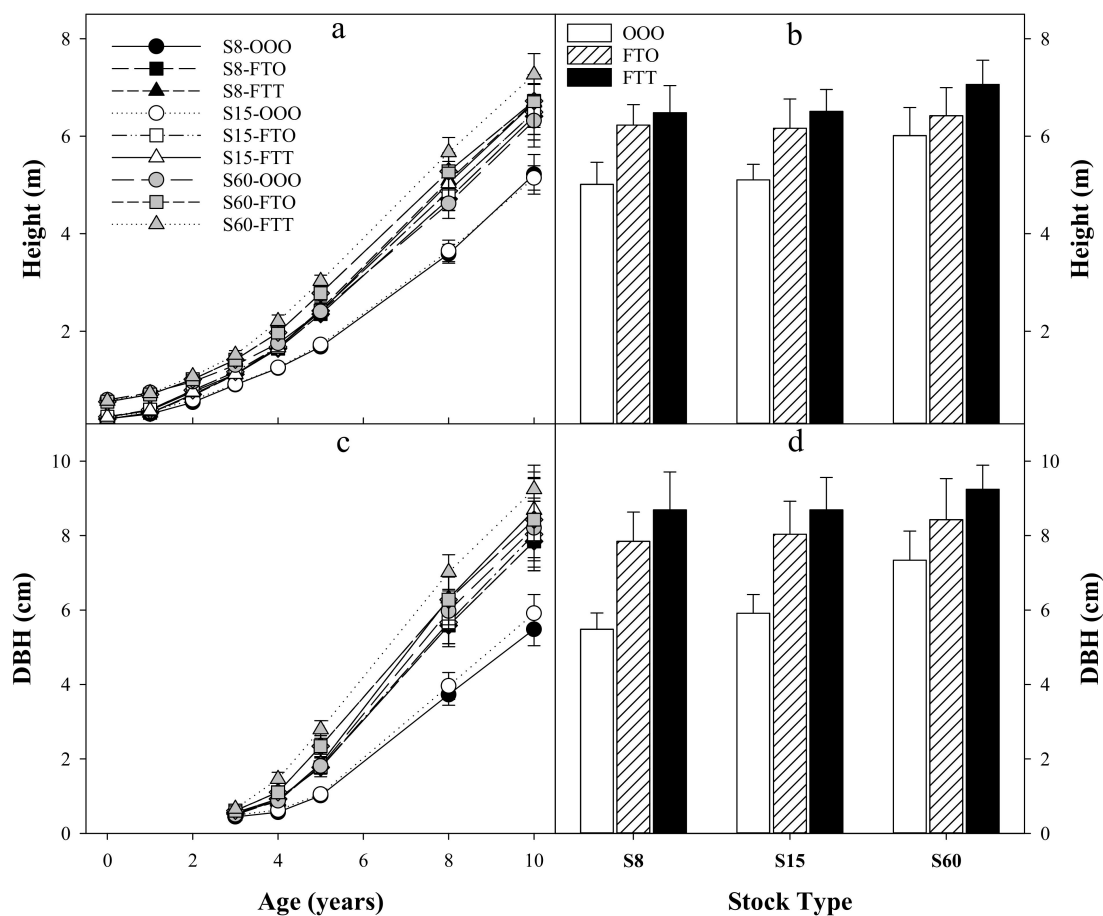 a
b
8
6
4
2
Height (m)
S8-OOO
S8-FTO
S8-FTT
S15-OOO
S15-FTO
S15-FTT
S60-OOO
S60-FTO
S60-FTT
OOO
FTO
FTT
8
6
4
2
Height (m)
c
d
10
8
6
4
2
0
DBH (cm)
10
8
6
4
2
0
DBH (cm)
0 2 4 6 8 10
Age (years)
S8 S15 S60
Stock Type